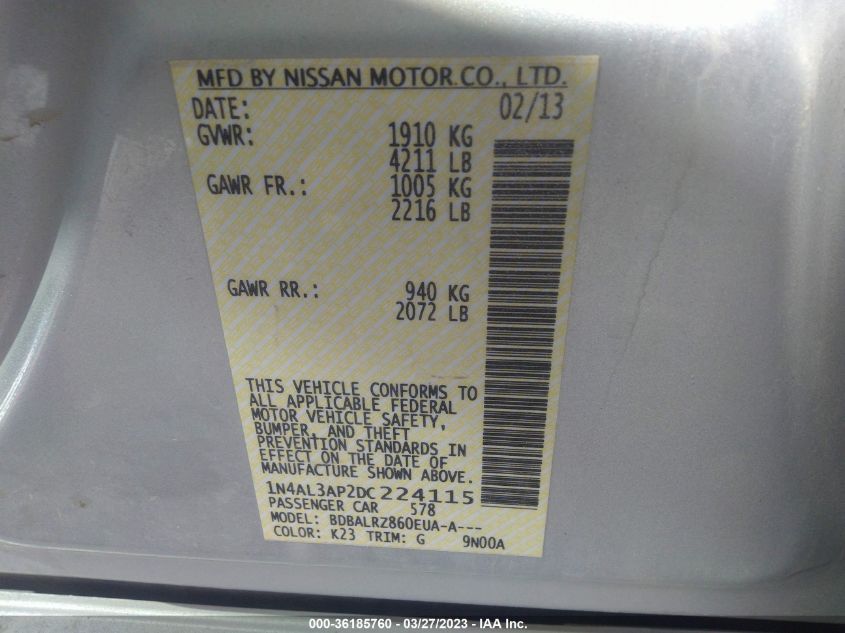 MFD BY NISSAN MOTOR CO., LTD.
DATE: 02/13
GVWR: 1910 KG
4211 LB
GAWR FR.: 1005 KG
2216 LB
GAWR RR.: 940 KG
2072 LB
THIS VEHICLE CONFORMS TO
ALL APPLICABLE FEDERAL
MOTOR VEHICLE SAFETY,
BUMPER, AND THEFT
PREVENTION STANDARDS IN
EFFECT ON THE DATE OF
MANUFACTURE SHOWN ABOVE.
1N4AL3AP2DC224115
PASSENGER CAR 578
MODEL: BDBALRZ860EUA-A---
COLOR: K23 TRIM: G 9N00A
000-36185760 - 03/27/2023 - IAA Inc.